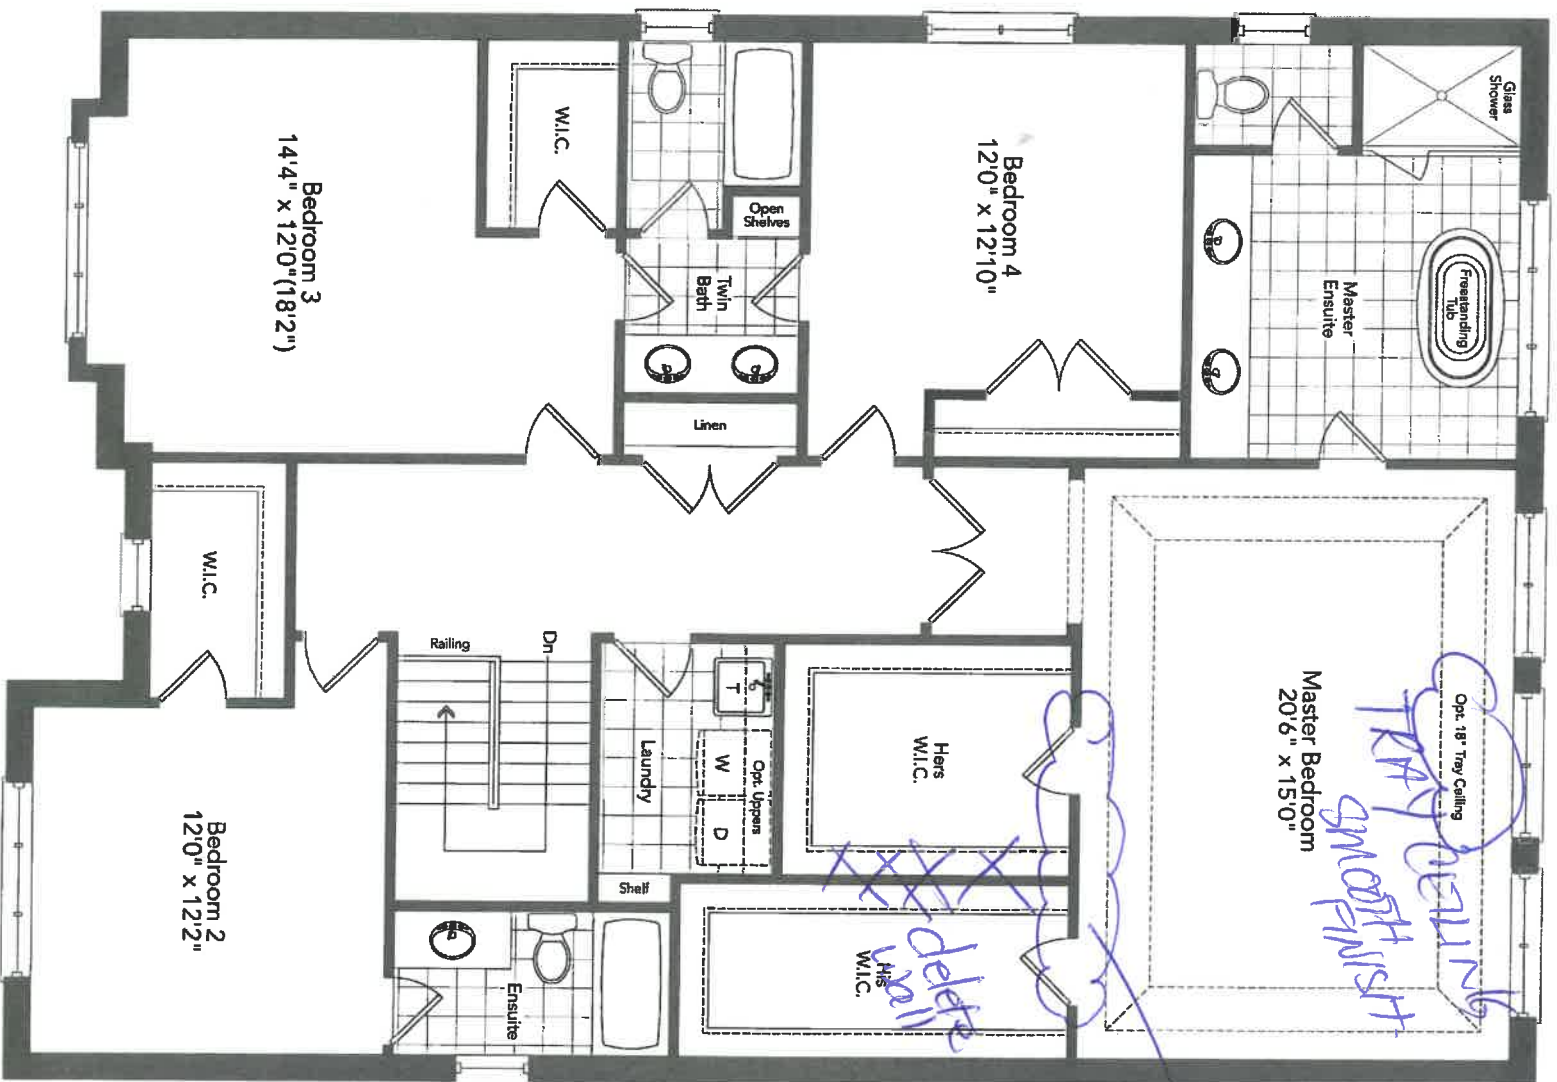 Glass
Shower
Freestanding
Tub
Master
Ensuite
Bedroom 4
12'0" x 12'10"
Open
Shelves
Twin
Bath
W.I.C.
Bedroom 3
14'4" x 12'0"(18'2")
Linen
Opt. 18" Tray Ceiling
TRAY CEILING
SMOOTH
FINISH
Master Bedroom
20'6" x 15'0"
Hers
W.I.C.
His
W.I.C.
delete
wall
Opt. Uppers
T
W
D
Laundry
Shelf
Dn
Railing
W.I.C.
Ensuite
Bedroom 2
12'0" x 12'2"